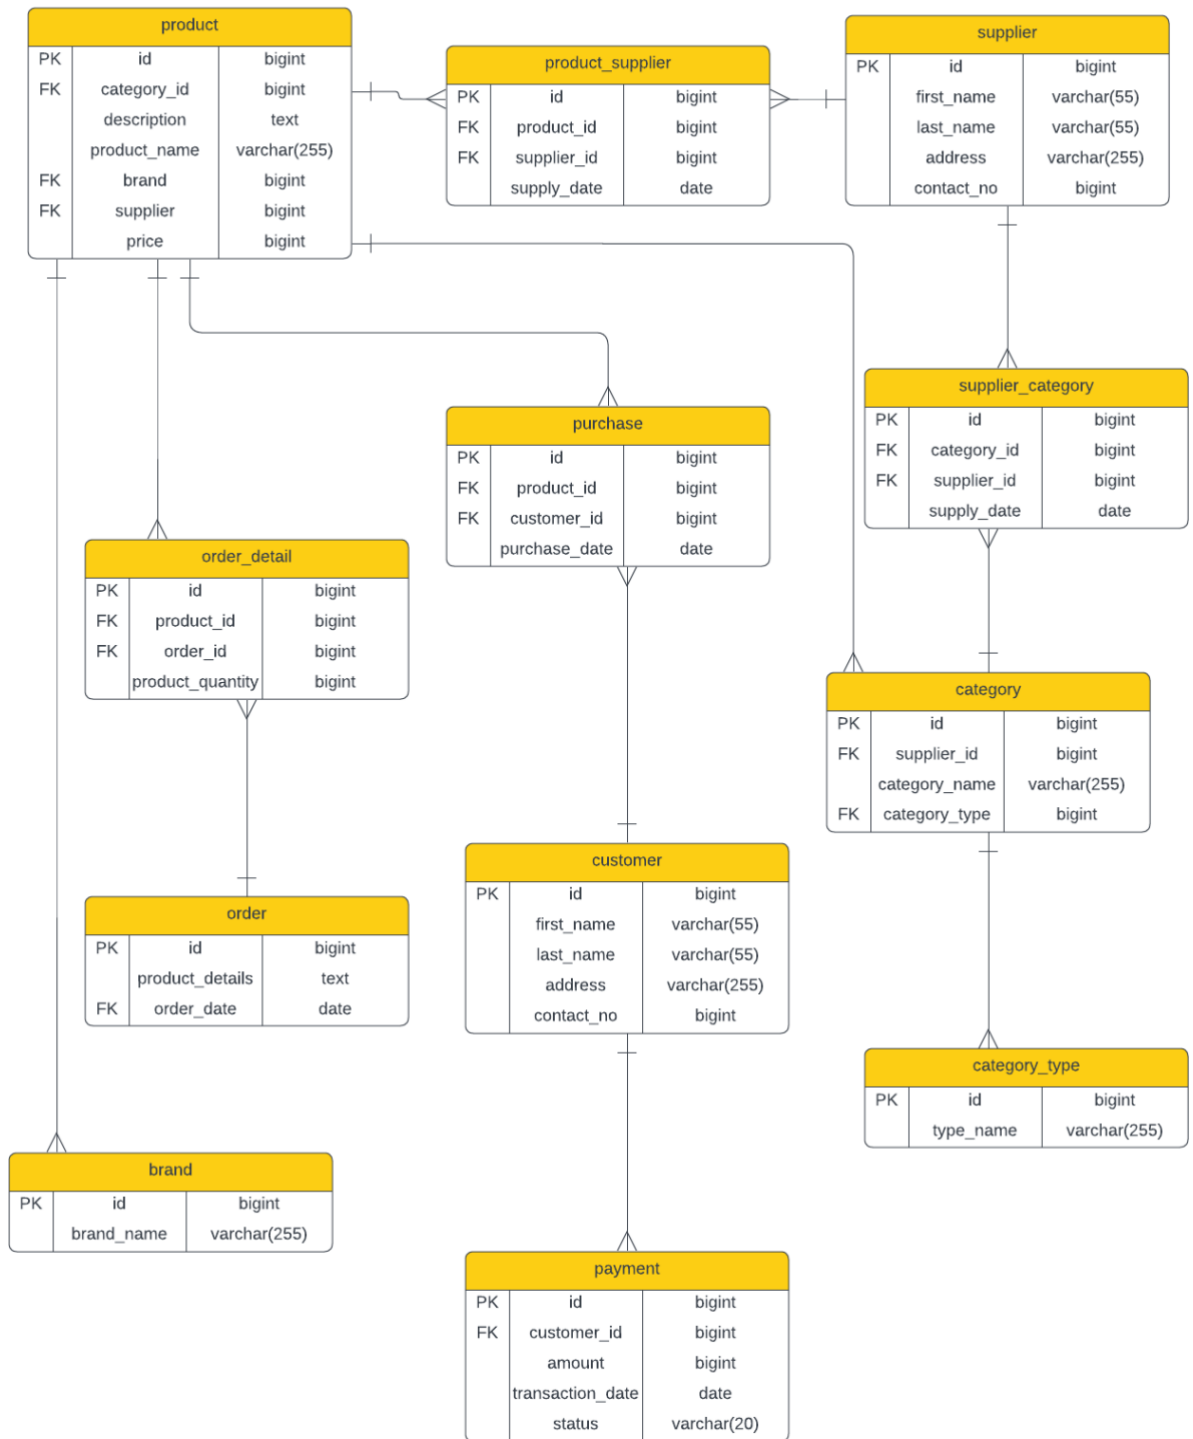 product
PK id bigint
FK category_id bigint
description text
product_name varchar(255)
FK brand bigint
FK supplier bigint
price bigint
product_supplier
PK id bigint
FK product_id bigint
FK supplier_id bigint
supply_date date
supplier
PK id bigint
first_name varchar(55)
last_name varchar(55)
address varchar(255)
contact_no bigint
supplier_category
PK id bigint
FK category_id bigint
FK supplier_id bigint
supply_date date
purchase
PK id bigint
FK product_id bigint
FK customer_id bigint
purchase_date date
order_detail
PK id bigint
FK product_id bigint
FK order_id bigint
product_quantity bigint
category
PK id bigint
FK supplier_id bigint
category_name varchar(255)
FK category_type bigint
customer
PK id bigint
first_name varchar(55)
last_name varchar(55)
address varchar(255)
contact_no bigint
order
PK id bigint
product_details text
FK order_date date
category_type
PK id bigint
type_name varchar(255)
brand
PK id bigint
brand_name varchar(255)
payment
PK id bigint
FK customer_id bigint
amount bigint
transaction_date date
status varchar(20)